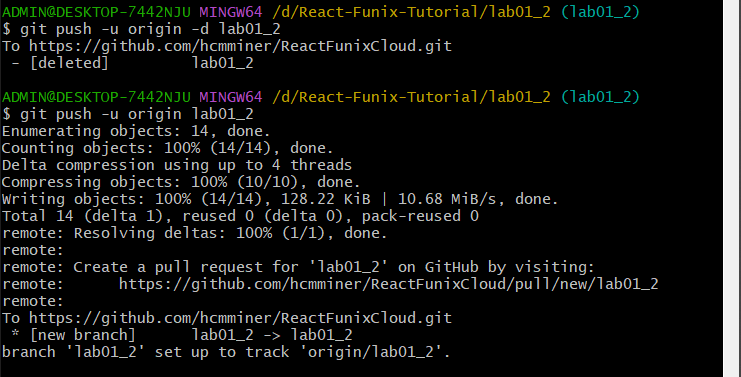 ADMIN@DESKTOP-7442NJU MINGW64 /d/React-Funix-Tutorial/lab01_2 (lab01_2)
$ git push -u origin -d lab01_2
To https://github.com/hcmminer/ReactFunixCloud.git
 - [deleted]         lab01_2
ADMIN@DESKTOP-7442NJU MINGW64 /d/React-Funix-Tutorial/lab01_2 (lab01_2)
$ git push -u origin lab01_2
Enumerating objects: 14, done.
Counting objects: 100% (14/14), done.
Delta compression using up to 4 threads
Compressing objects: 100% (10/10), done.
Writing objects: 100% (14/14), 128.22 KiB | 10.68 MiB/s, done.
Total 14 (delta 1), reused 0 (delta 0), pack-reused 0
remote: Resolving deltas: 100% (1/1), done.
remote:
remote: Create a pull request for 'lab01_2' on GitHub by visiting:
remote:      https://github.com/hcmminer/ReactFunixCloud/pull/new/lab01_2
remote:
To https://github.com/hcmminer/ReactFunixCloud.git
 * [new branch]      lab01_2 -> lab01_2
branch 'lab01_2' set up to track 'origin/lab01_2'.